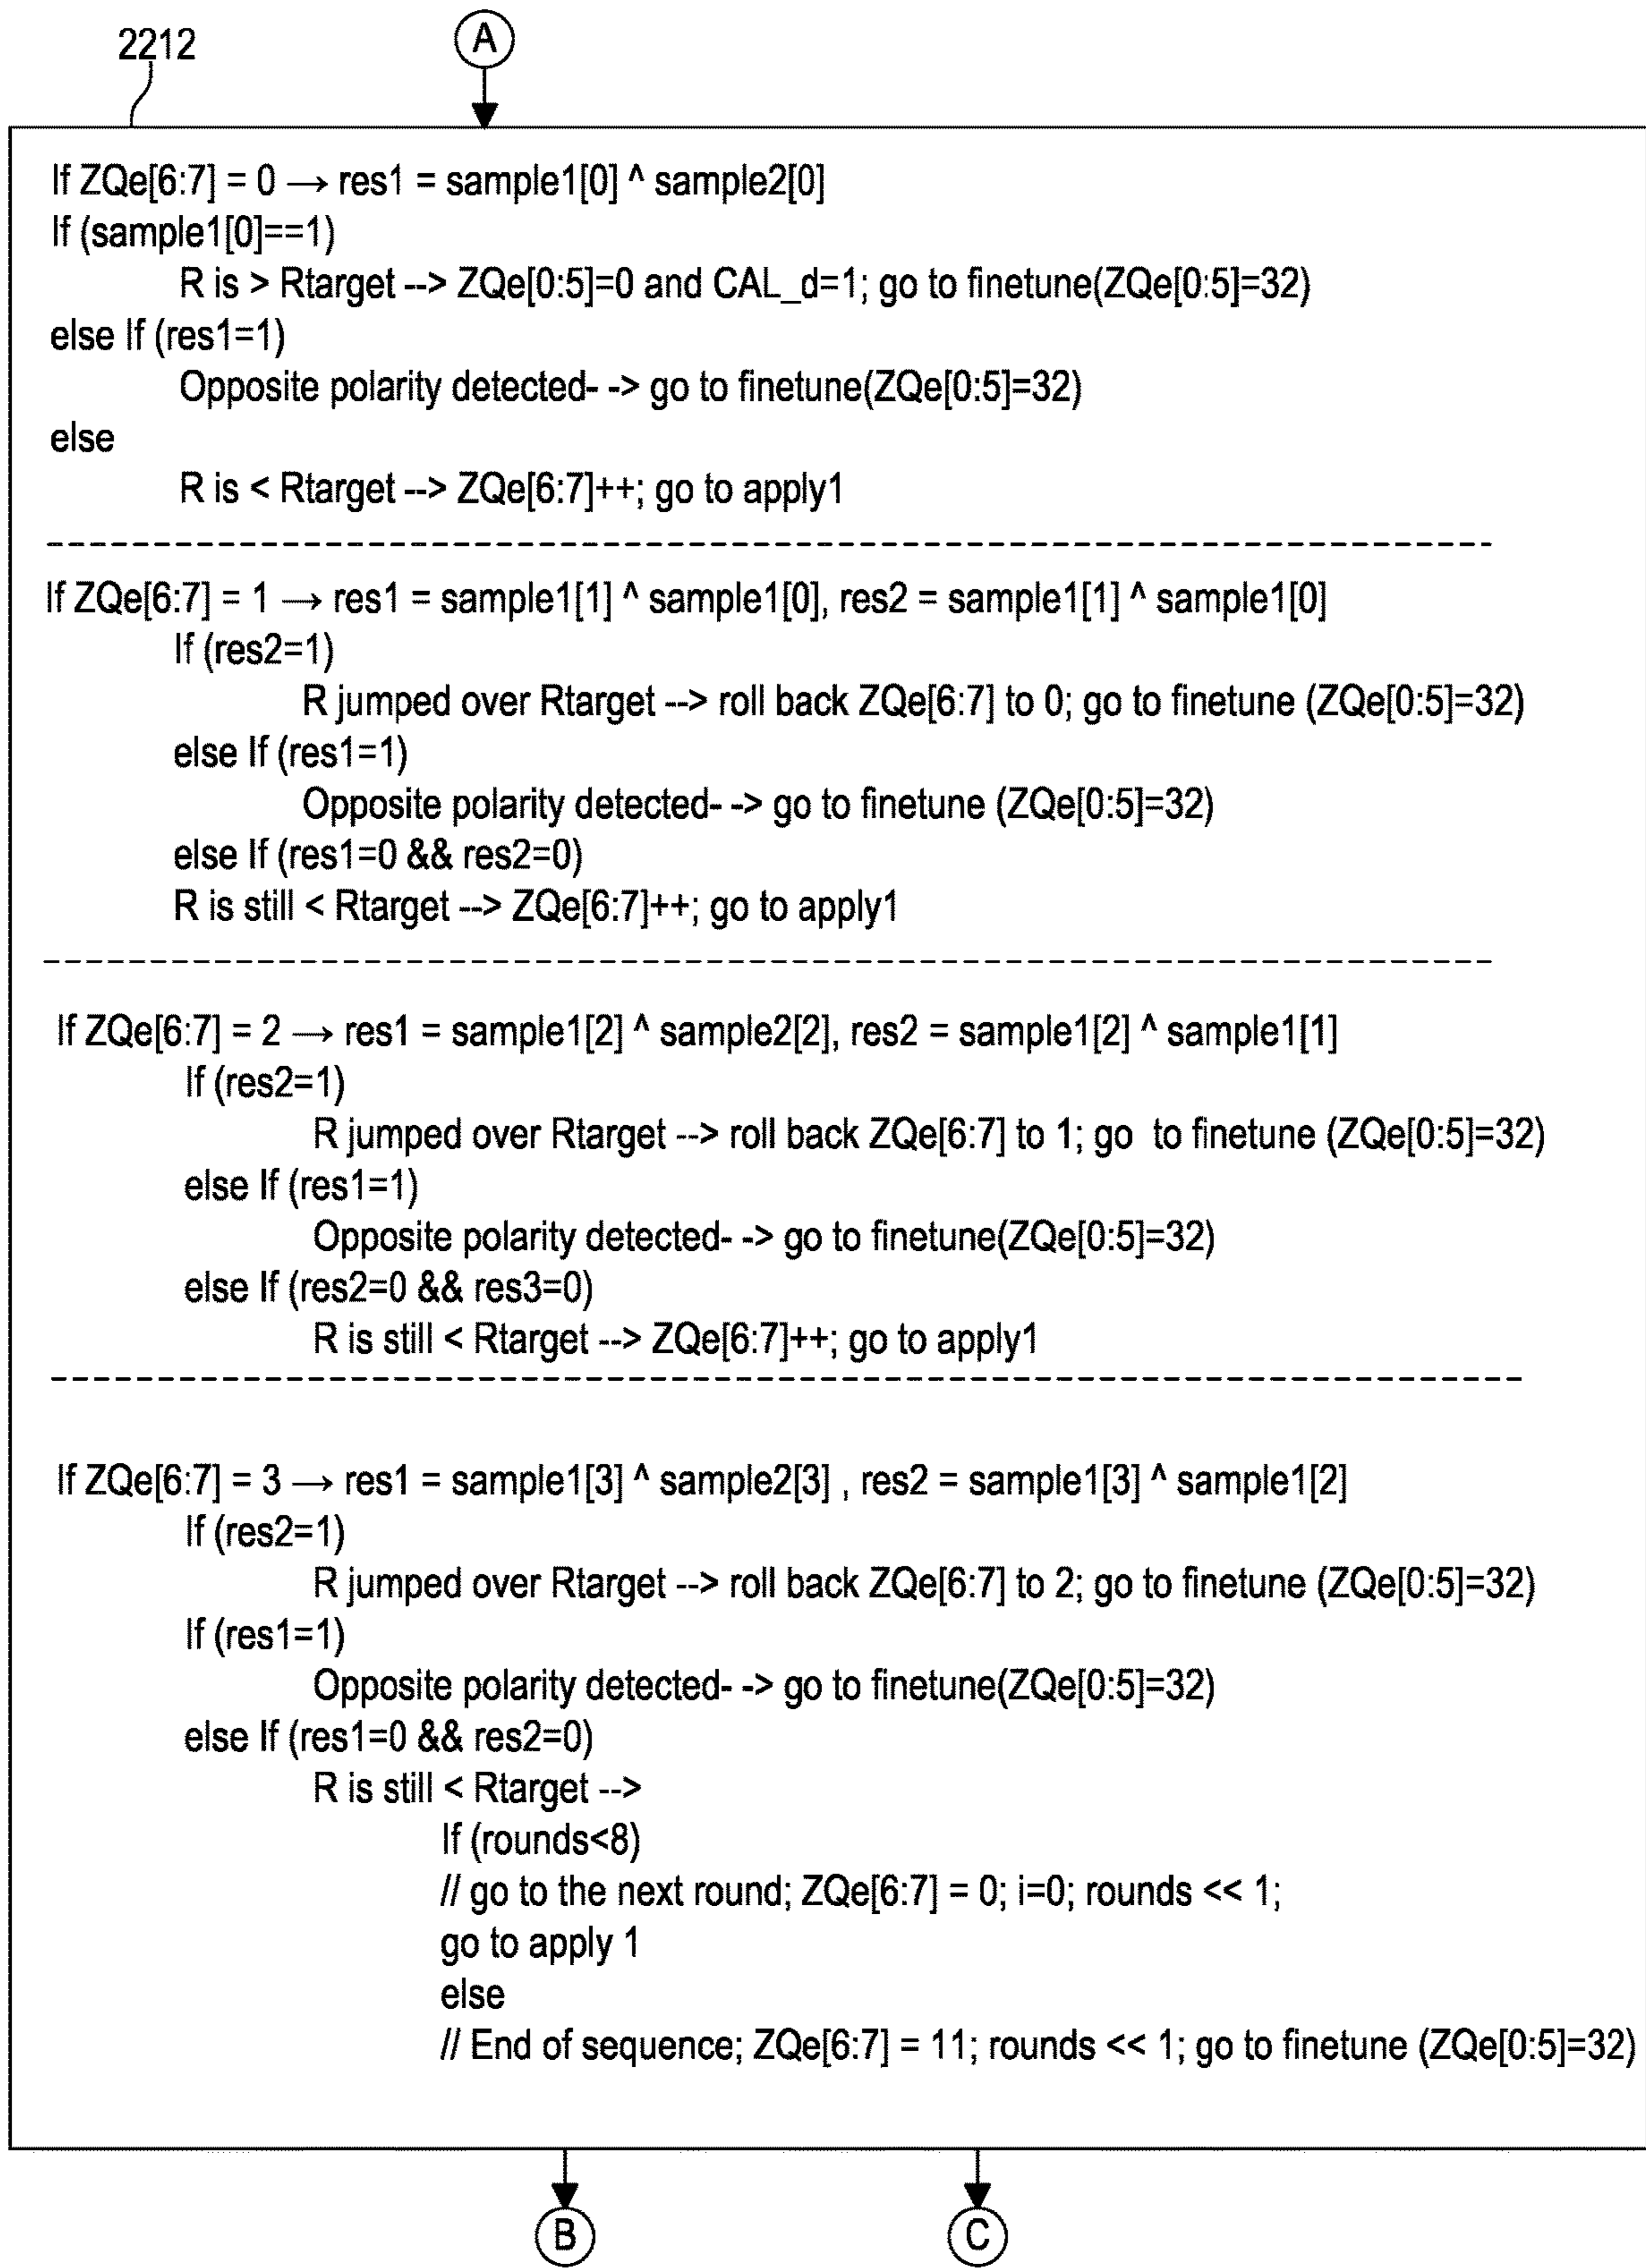 2212
A
If ZQe[6:7] = 0 → res1 = sample1[0] ^ sample2[0]
If (sample1[0]==1)
R is > Rtarget --> ZQe[0:5]=0 and CAL_d=1; go to finetune(ZQe[0:5]=32)
else If (res1=1)
Opposite polarity detected- -> go to finetune(ZQe[0:5]=32)
else
R is < Rtarget --> ZQe[6:7]++; go to apply1
If ZQe[6:7] = 1 → res1 = sample1[1] ^ sample1[0], res2 = sample1[1] ^ sample1[0]
If (res2=1)
R jumped over Rtarget --> roll back ZQe[6:7] to 0; go to finetune (ZQe[0:5]=32)
else If (res1=1)
Opposite polarity detected- -> go to finetune (ZQe[0:5]=32)
else If (res1=0 && res2=0)
R is still < Rtarget --> ZQe[6:7]++; go to apply1
If ZQe[6:7] = 2 → res1 = sample1[2] ^ sample2[2], res2 = sample1[2] ^ sample1[1]
If (res2=1)
R jumped over Rtarget --> roll back ZQe[6:7] to 1; go to finetune (ZQe[0:5]=32)
else If (res1=1)
Opposite polarity detected- -> go to finetune(ZQe[0:5]=32)
else If (res2=0 && res3=0)
R is still < Rtarget --> ZQe[6:7]++; go to apply1
If ZQe[6:7] = 3 → res1 = sample1[3] ^ sample2[3] , res2 = sample1[3] ^ sample1[2]
If (res2=1)
R jumped over Rtarget --> roll back ZQe[6:7] to 2; go to finetune (ZQe[0:5]=32)
If (res1=1)
Opposite polarity detected- -> go to finetune(ZQe[0:5]=32)
else If (res1=0 && res2=0)
R is still < Rtarget -->
If (rounds<8)
// go to the next round; ZQe[6:7] = 0; i=0; rounds << 1;
go to apply 1
else
// End of sequence; ZQe[6:7] = 11; rounds << 1; go to finetune (ZQe[0:5]=32)
B
C